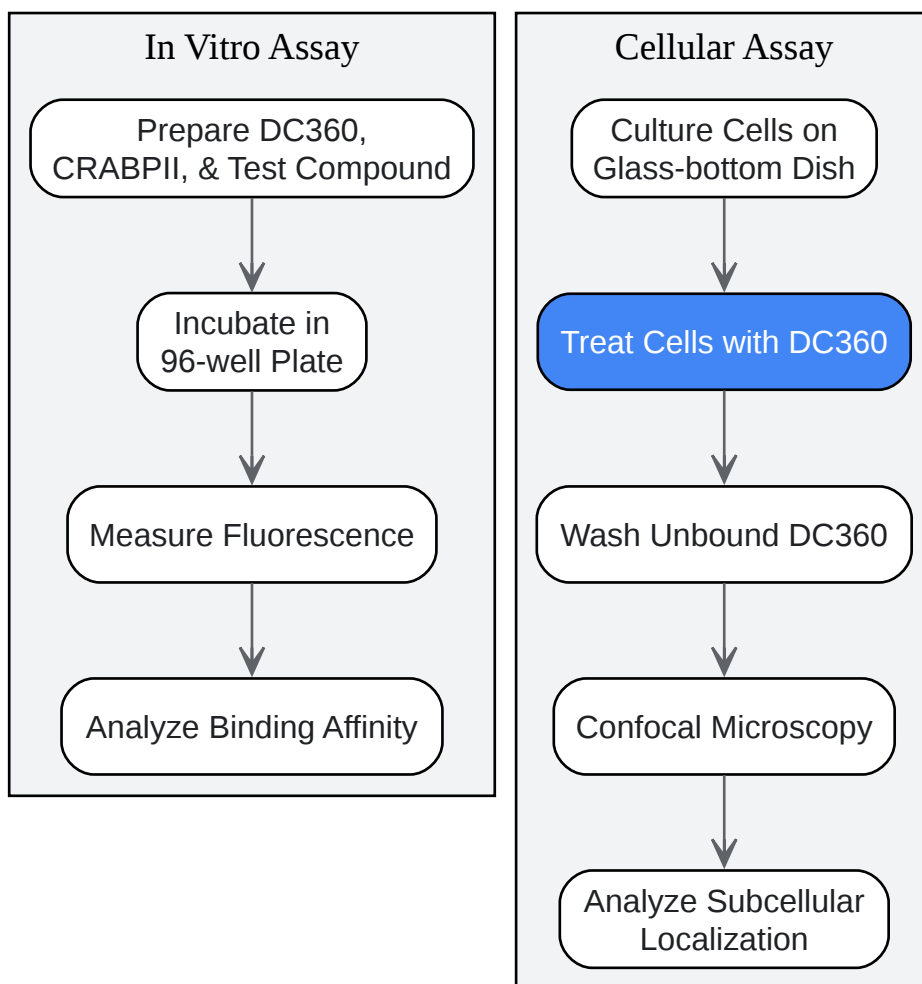 In Vitro Assay
Prepare DC360,
CRABPII, & Test Compound
Incubate in
96-well Plate
Measure Fluorescence
Analyze Binding Affinity
Cellular Assay
Culture Cells on
Glass-bottom Dish
Treat Cells with DC360
Wash Unbound DC360
Confocal Microscopy
Analyze Subcellular
Localization